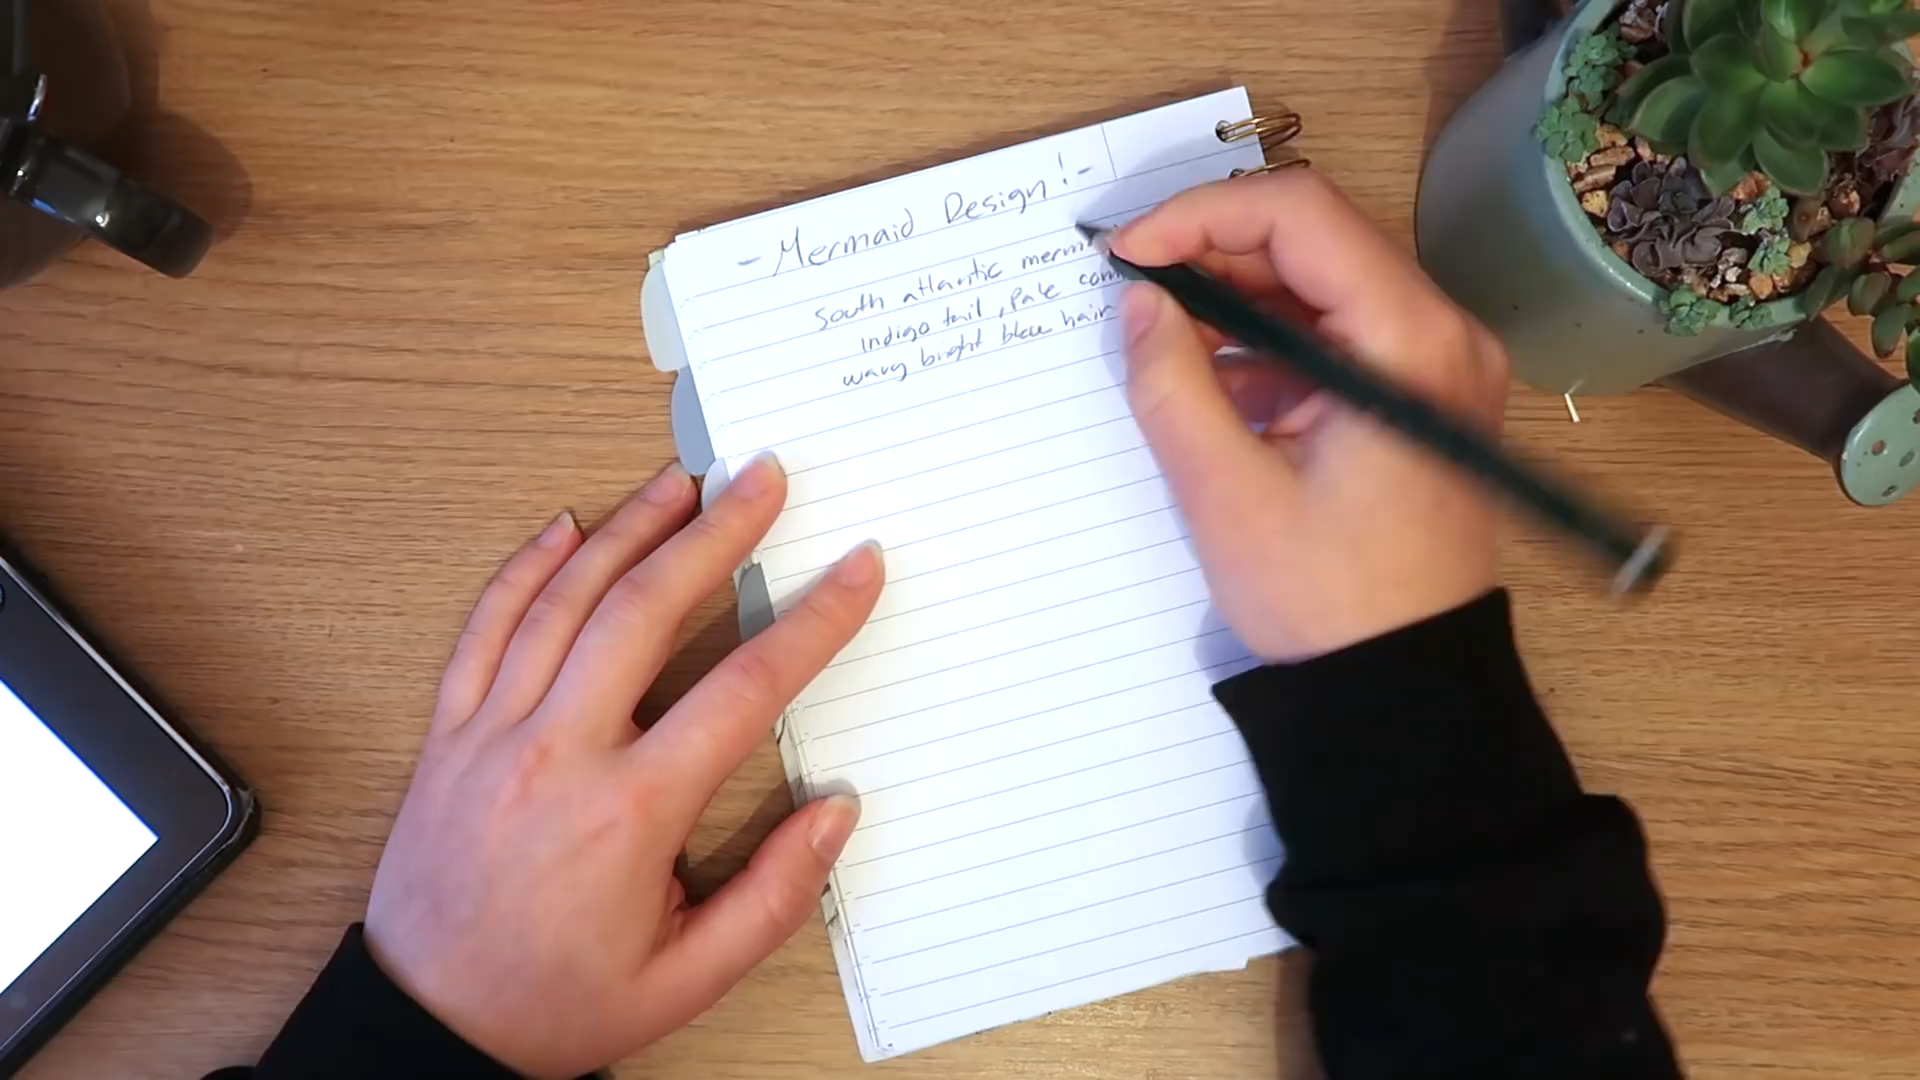 - Mermaid Design! -
South atlantic
indigo tail, pale
wavy bright blue hair